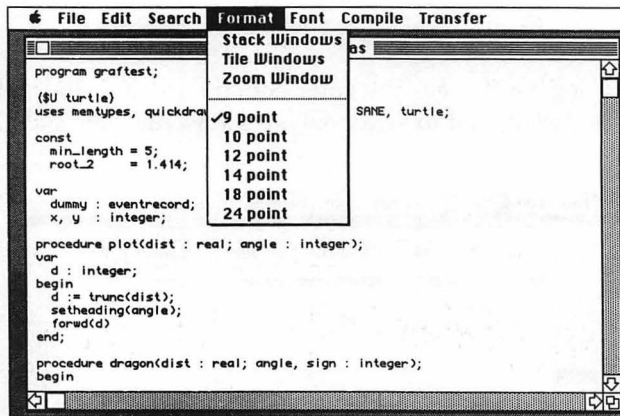 File Edit Search Format Font Compile Transfer
Stack Windows
Tile Windows
Zoom Window
✓9 point
10 point
12 point
14 point
18 point
24 point
as
program graftest;
{$U turtle}
uses memtypes, quickdraw SANE, turtle;
const
min_length = 5;
root_2 = 1.414;
var
dummy : eventrecord;
x, y : integer;
procedure plot(dist : real; angle : integer);
var
d : integer;
begin
d := trunc(dist);
setheading(angle);
forwd(d)
end;
procedure dragon(dist : real; angle, sign : integer);
begin